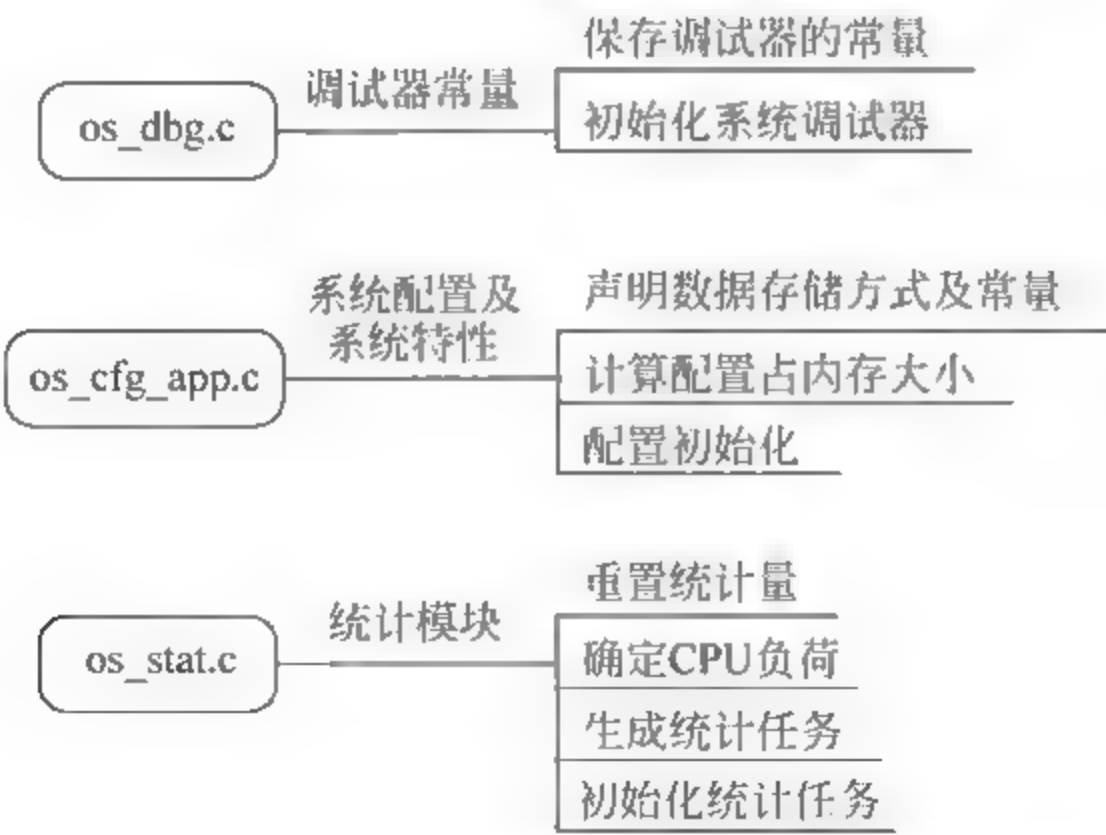 os_dbg.c
调试器常量
保存调试器的常量
初始化系统调试器
os_cfg_app.c
系统配置及
系统特性
声明数据存储方式及常量
计算配置占内存大小
配置初始化
os_stat.c
统计模块
重置统计量
确定CPU负荷
生成统计任务
初始化统计任务